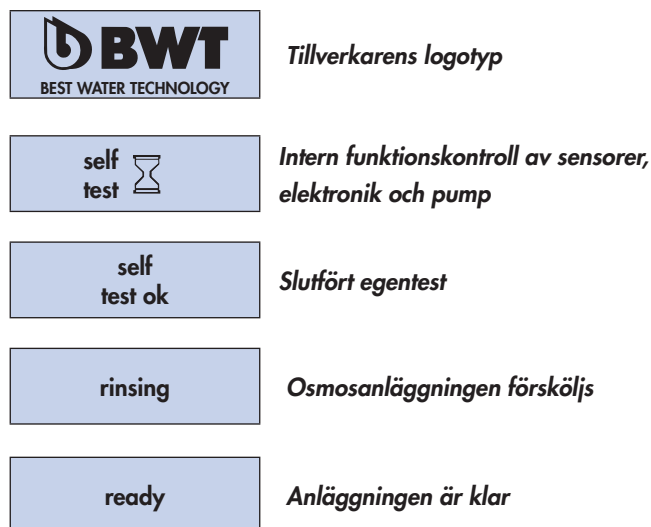 BWT
BEST WATER TECHNOLOGY
Tillverkarens logotyp
self
test
Intern funktionskontroll av sensorer,
elektronik och pump
self
test ok
Slutfört egentest
rinsing
Osmosanläggningen försköljs
ready
Anläggningen är klar